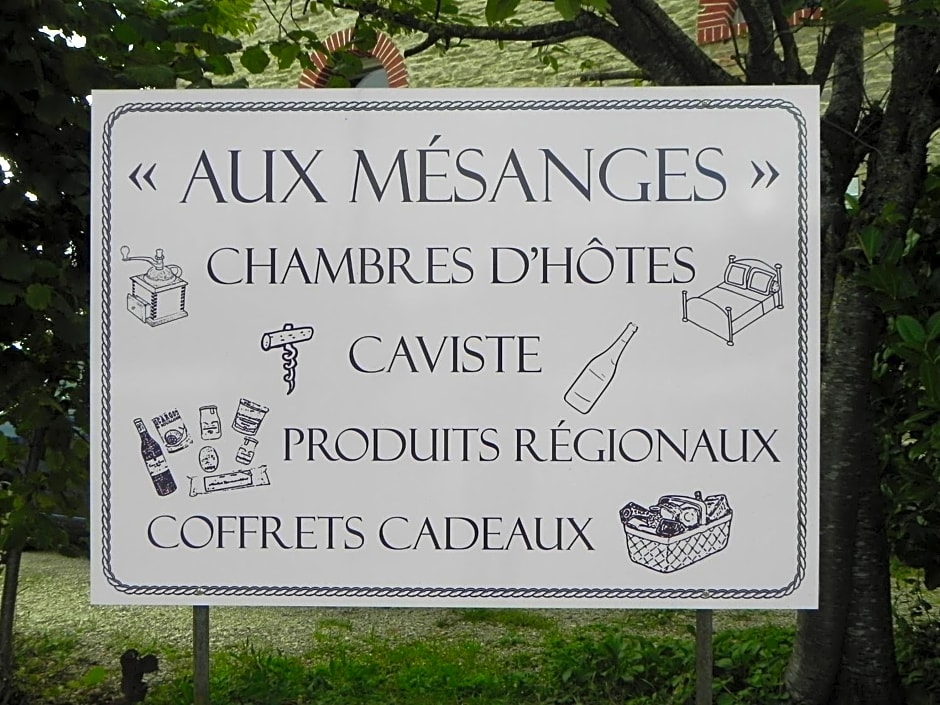 « AUX MÉSANGES »
CHAMBRES D'HÔTES
CAVISTE
PRODUITS RÉGIONAUX
COFFRETS CADEAUX